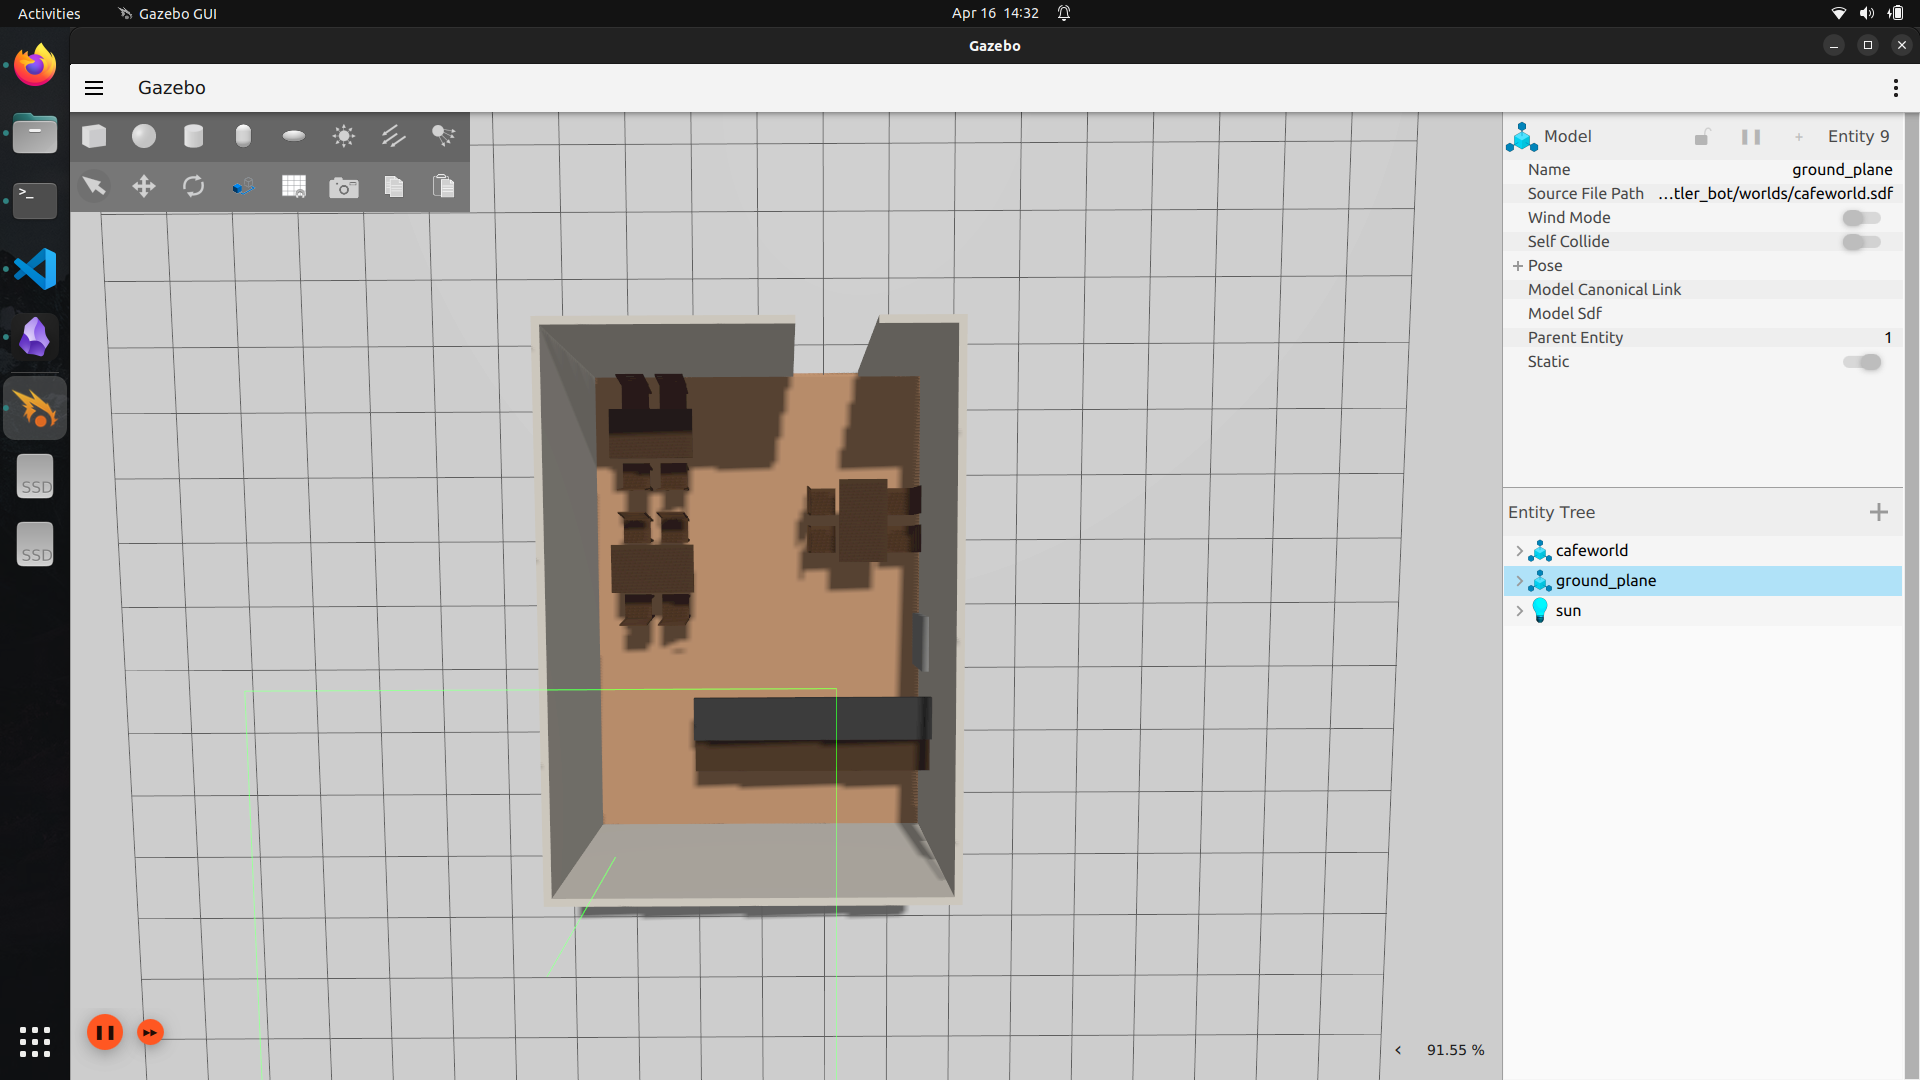 Activities
Gazebo GUI
Apr 16 14:32
Gazebo
Gazebo
Model
Entity 9
Name
ground_plane
Source File Path
...tler_bot/worlds/cafeworld.sdf
Wind Mode
Self Collide
+ Pose
Model Canonical Link
Model Sdf
Parent Entity
1
Static
Entity Tree
cafeworld
ground_plane
sun
SSD
SSD
91.55 %